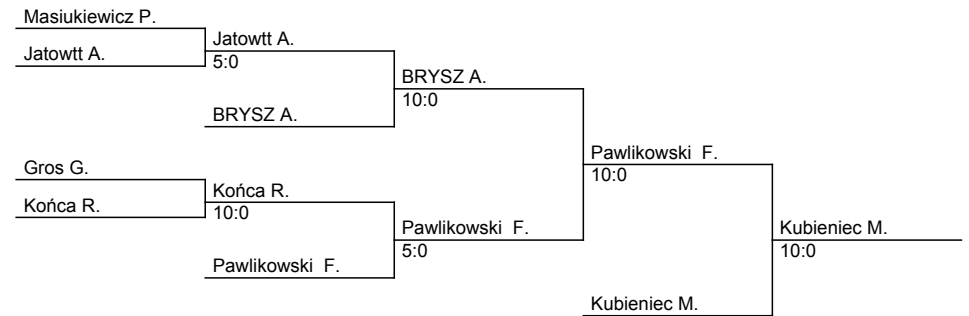 Masiukiewicz P.
Jatowtt A.
Jatowtt A.
5:0
BRYSZ A.
10:0
BRYSZ A.
Pawlikowski F.
10:0
Gros G.
Końca R.
Końca R.
10:0
Pawlikowski F.
5:0
Kubieniec M.
10:0
Pawlikowski F.
Kubieniec M.